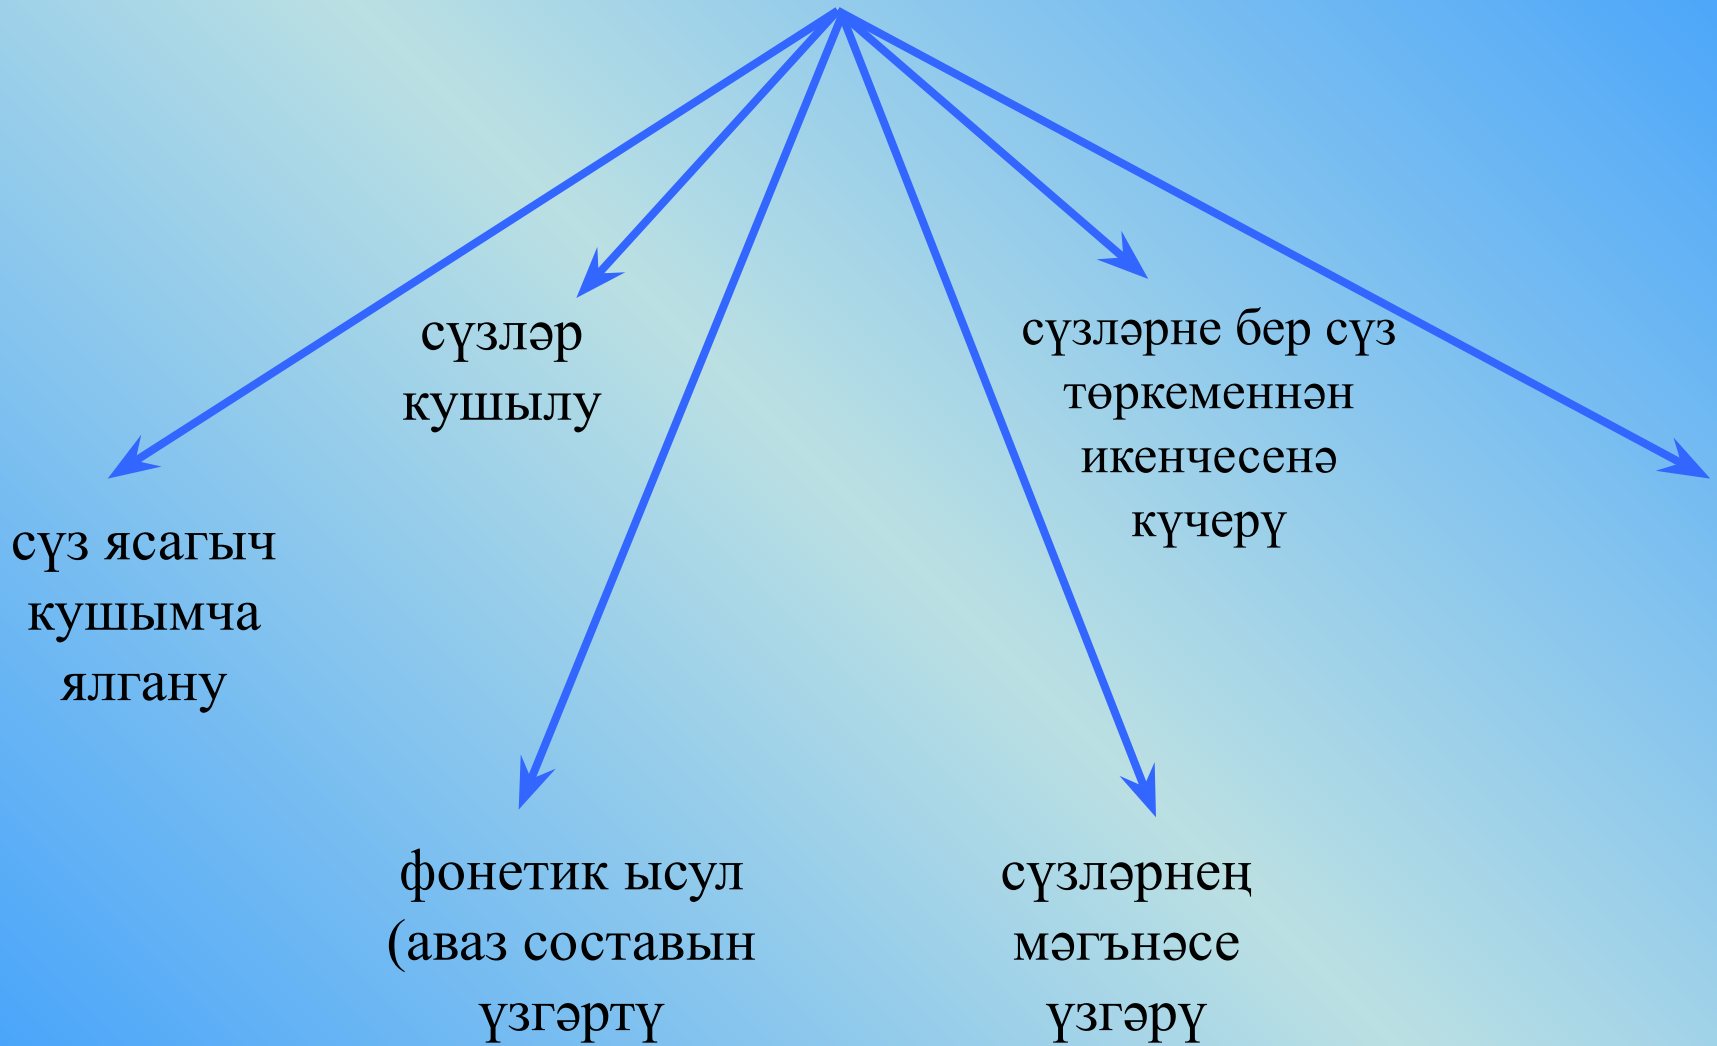 сүзләр
кушылу
сүзләрне бер сүз
төркеменнән
икенчесенә
күчерү
сүз ясагыч
кушымча
ялгану
фонетик ысул
(аваз составын
үзгәртү
сүзләрнең
мәгънәсе
үзгәрү